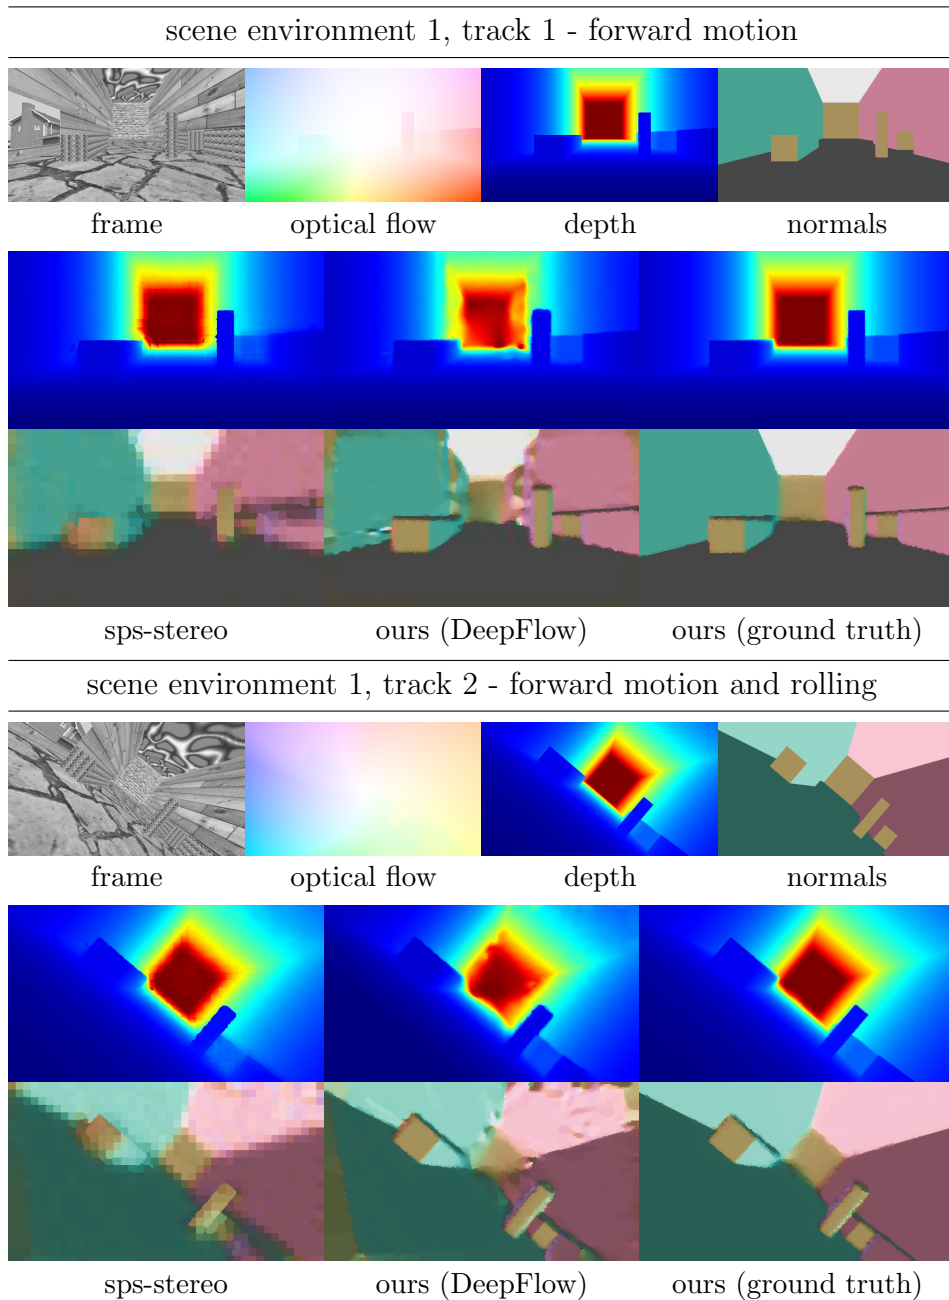 scene environment 1, track 1 - forward motion
frame optical flow depth normals
sps-stereo ours (DeepFlow) ours (ground truth)
scene environment 1, track 2 - forward motion and rolling
frame optical flow depth normals
sps-stereo ours (DeepFlow) ours (ground truth)